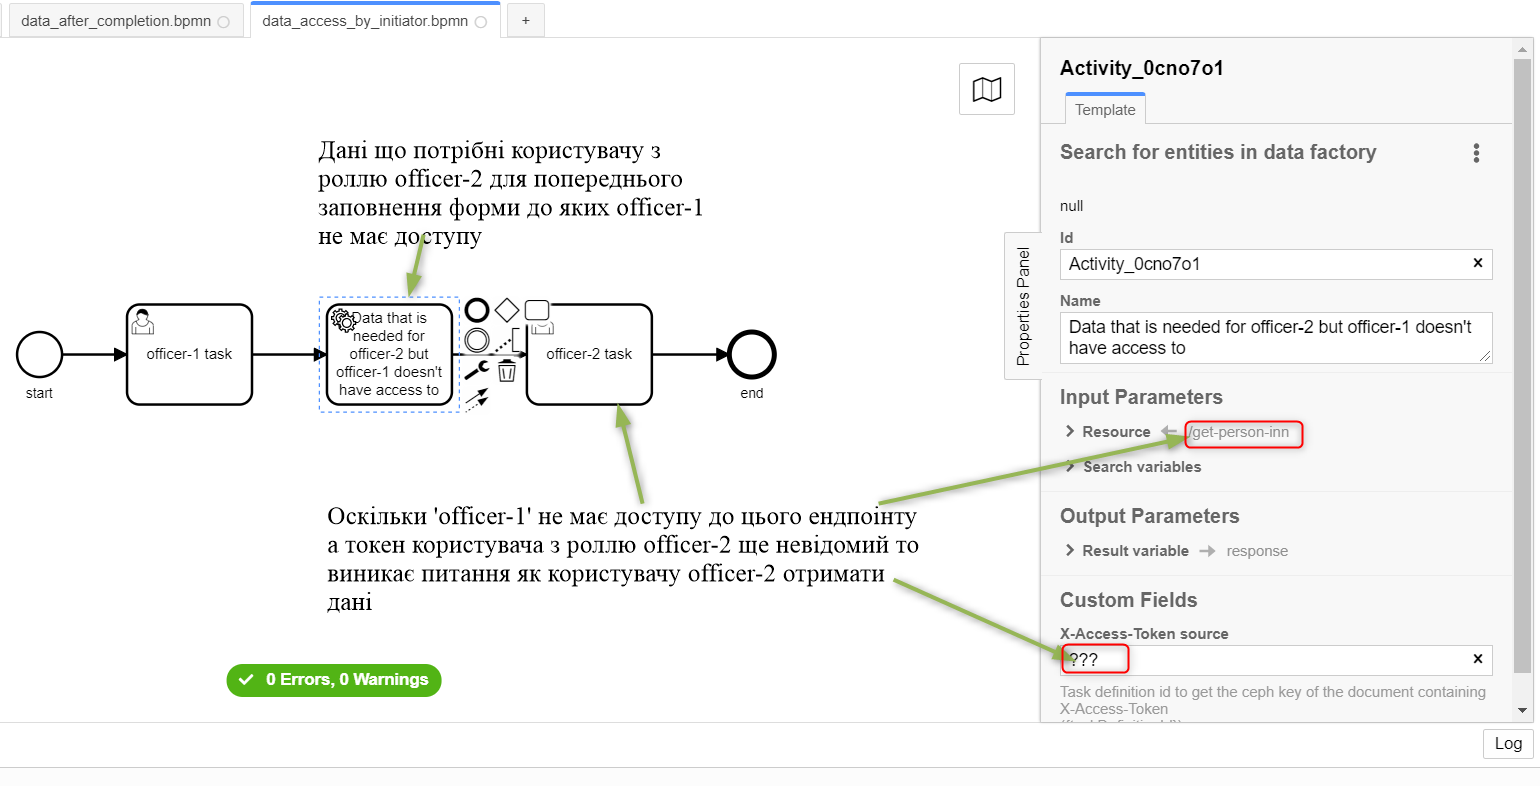 data_after_completion.bpmn
data_access_by_initiator.bpmn
+
Дані що потрібні користувачу з
роллю officer-2 для попереднього
заповнення форми до яких officer-1
не має доступу
start
officer-1 task
Data that is
needed for
officer-2 but
officer-1 doesn't
have access to
officer-2 task
end
Оскільки 'officer-1' не має доступу до цього ендпоінту
а токен користувача з роллю officer-2 ще невідомий то
виникає питання як користувачу officer-2 отримати
дані
0 Errors, 0 Warnings
Properties Panel
Activity_0cno7o1
Template
Search for entities in data factory
null
Id
Activity_0cno7o1
Name
Data that is needed for officer-2 but officer-1 doesn't
have access to
Input Parameters
Resource /get-person-inn
Search variables
Output Parameters
Result variable response
Custom Fields
X-Access-Token source
???
Task definition id to get the ceph key of the document containing
X-Access-Token
Log